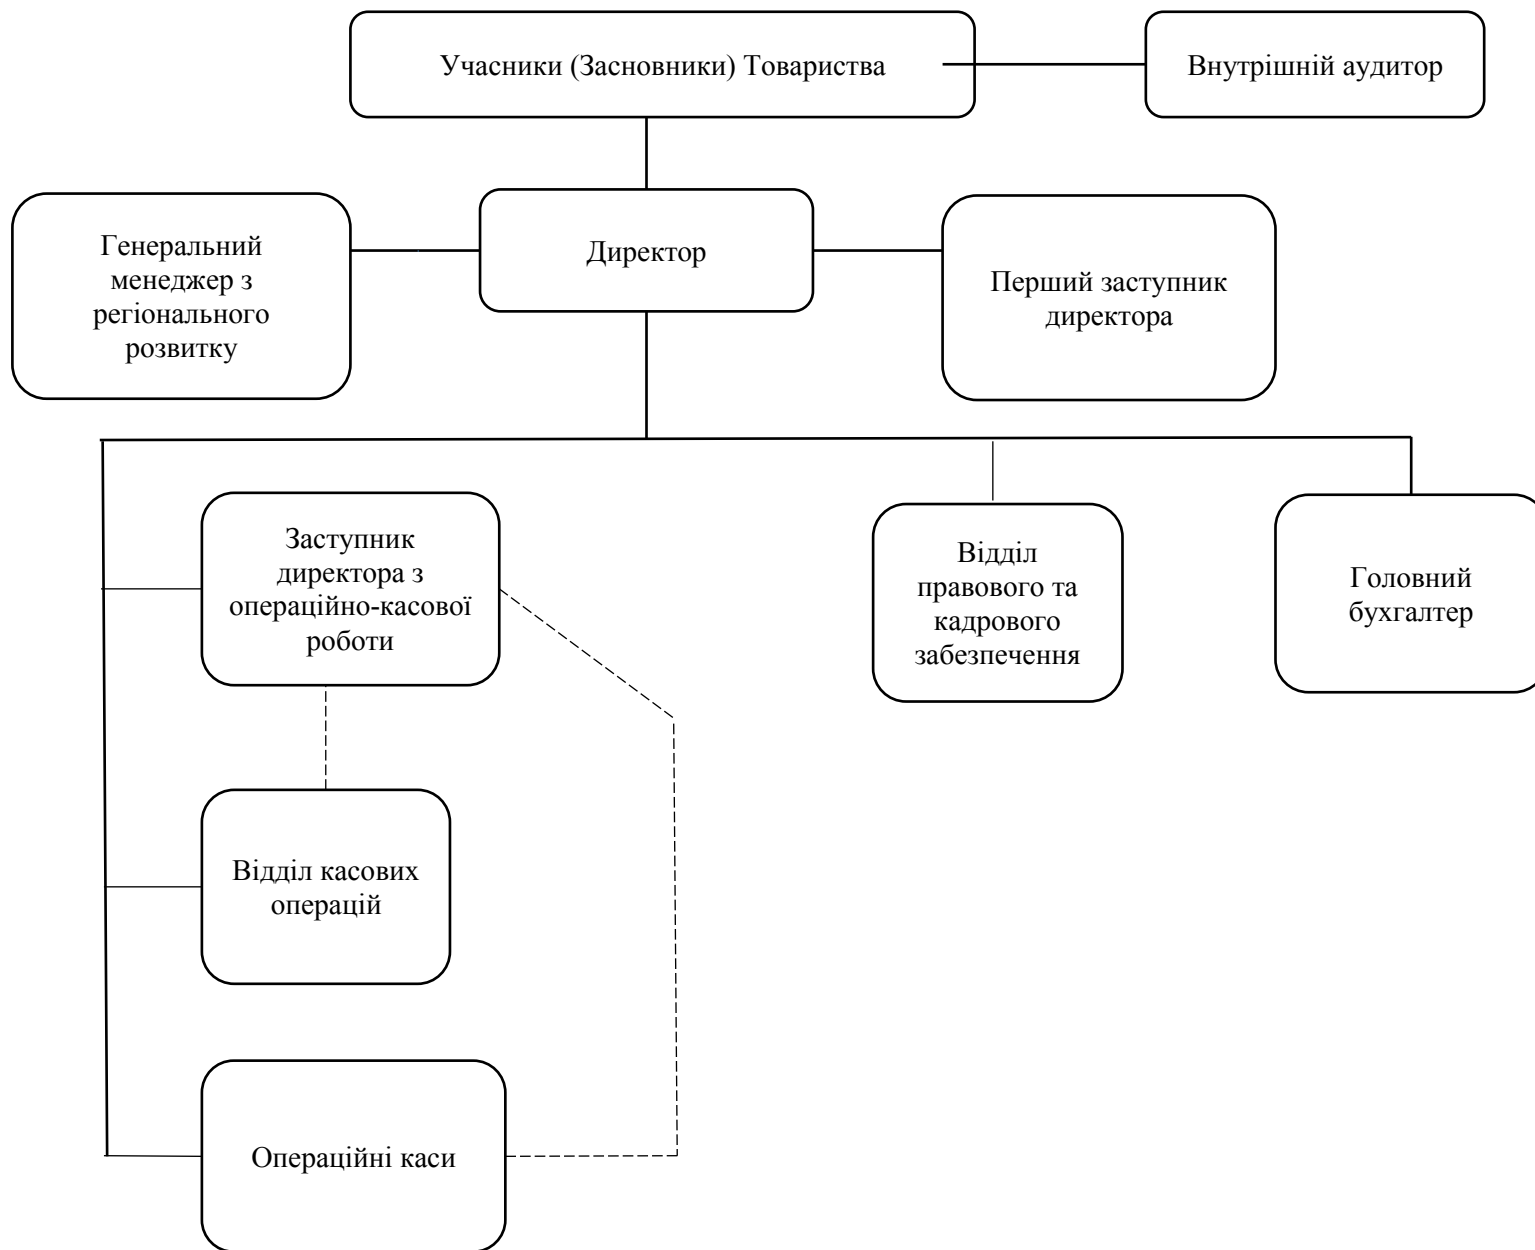 Учасники (Засновники) Товариства
Внутрішній аудитор
Генеральний
менеджер з
регіонального
розвитку
Директор
Перший заступник
директора
Заступник
директора з
операційно-касової
роботи
Відділ
правового та
кадрового
забезпечення
Головний
бухгалтер
Відділ касових
операцій
Операційні каси